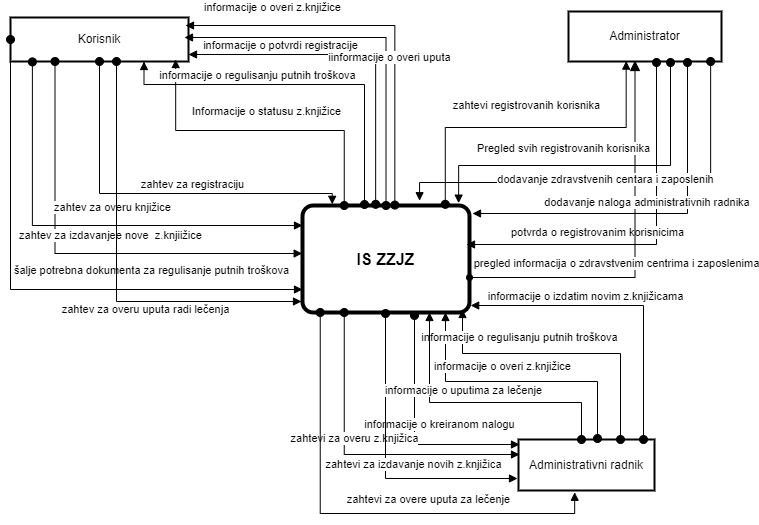 informacije o overi z.knjižice
Korisnik
informacije o potvrdi registracije
informacije o overi uputa
informacije o regulisanju putnih troškova
Informacije o statusu z.knjižice
Administrator
zahtevi registrovanih korisnika
Pregled svih registrovanih korisnika
dodavanje zdravstvenih centara i zaposlenih
dodavanje naloga administrativnih radnika
potvrda o registrovanim korisnicima
pregled informacija o zdravstvenim centrima i zaposlenima
zahtev za registraciju
zahtev za overu knjižice
zahtev za izdavanjee nove z.knjiižice
šalje potrebna dokumenta za regulisanje putnih troškova
zahtev za overu uputa radi lečenja
IS ZZJZ
informacije o izdatim novim z.knjižicama
informacije o regulisanju putnih troškova
informacije o overi z.knjižice
informacije o uputima za lečenje
informacije o kreiranom nalogu
zahtevi za overu z.knjižica
zahtevi za izdavanje novih z.knjižica
zahtevi za overe uputa za lečenje
Administrativni radnik